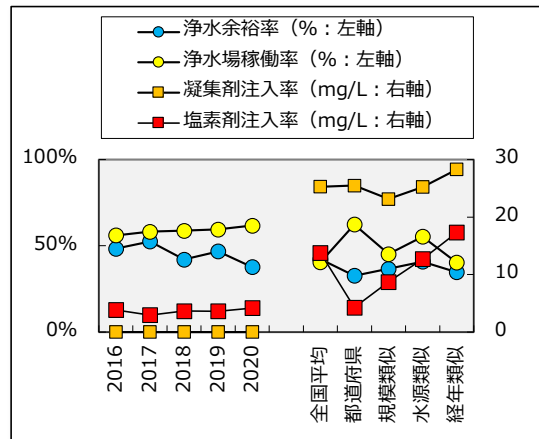 浄水余裕率（%：左軸）
浄水場稼働率（%：左軸）
凝集剤注入率（mg/L：右軸）
塩素剤注入率（mg/L：右軸）
100%
50%
0%
30
20
10
0
2016
2017
2018
2019
2020
全国平均
都道府県
規模類似
水源類似
経年類似